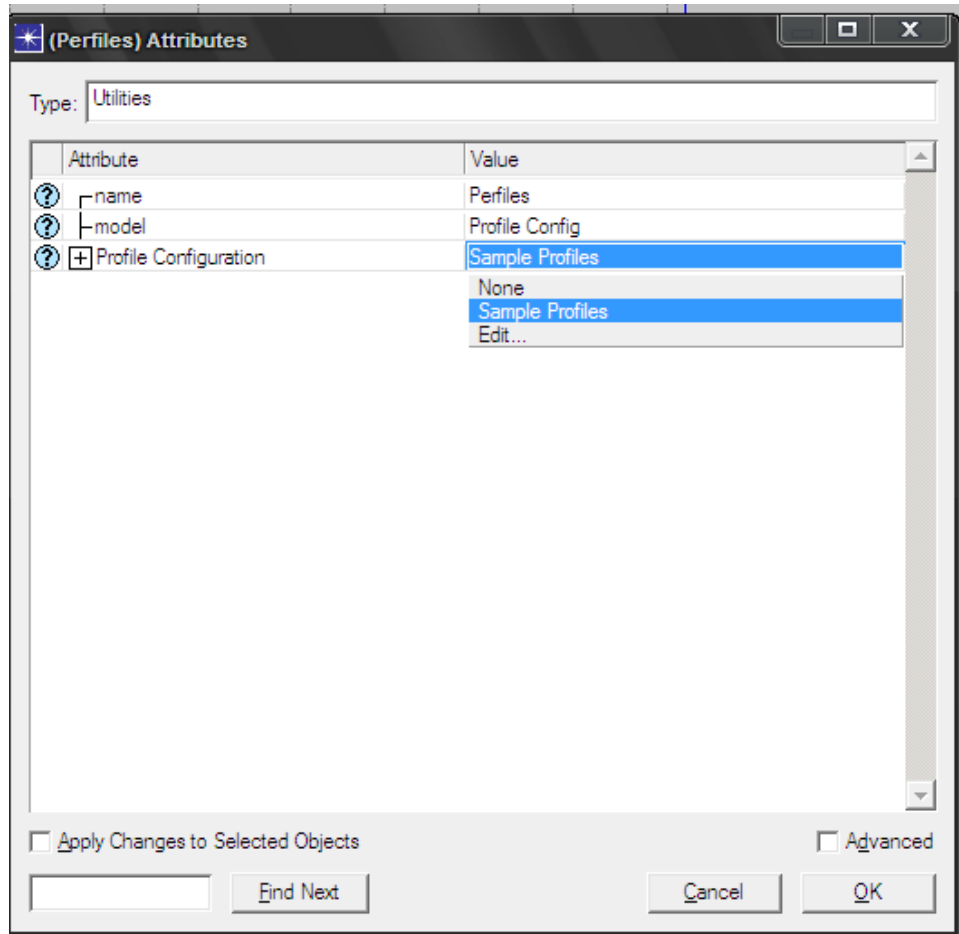 (Perfiles) Attributes
Type: Utilities
Attribute Value
name Perfiles
model Profile Config
Profile Configuration Sample Profiles
None
Sample Profiles
Edit...
Apply Changes to Selected Objects Advanced
Find Next Cancel OK